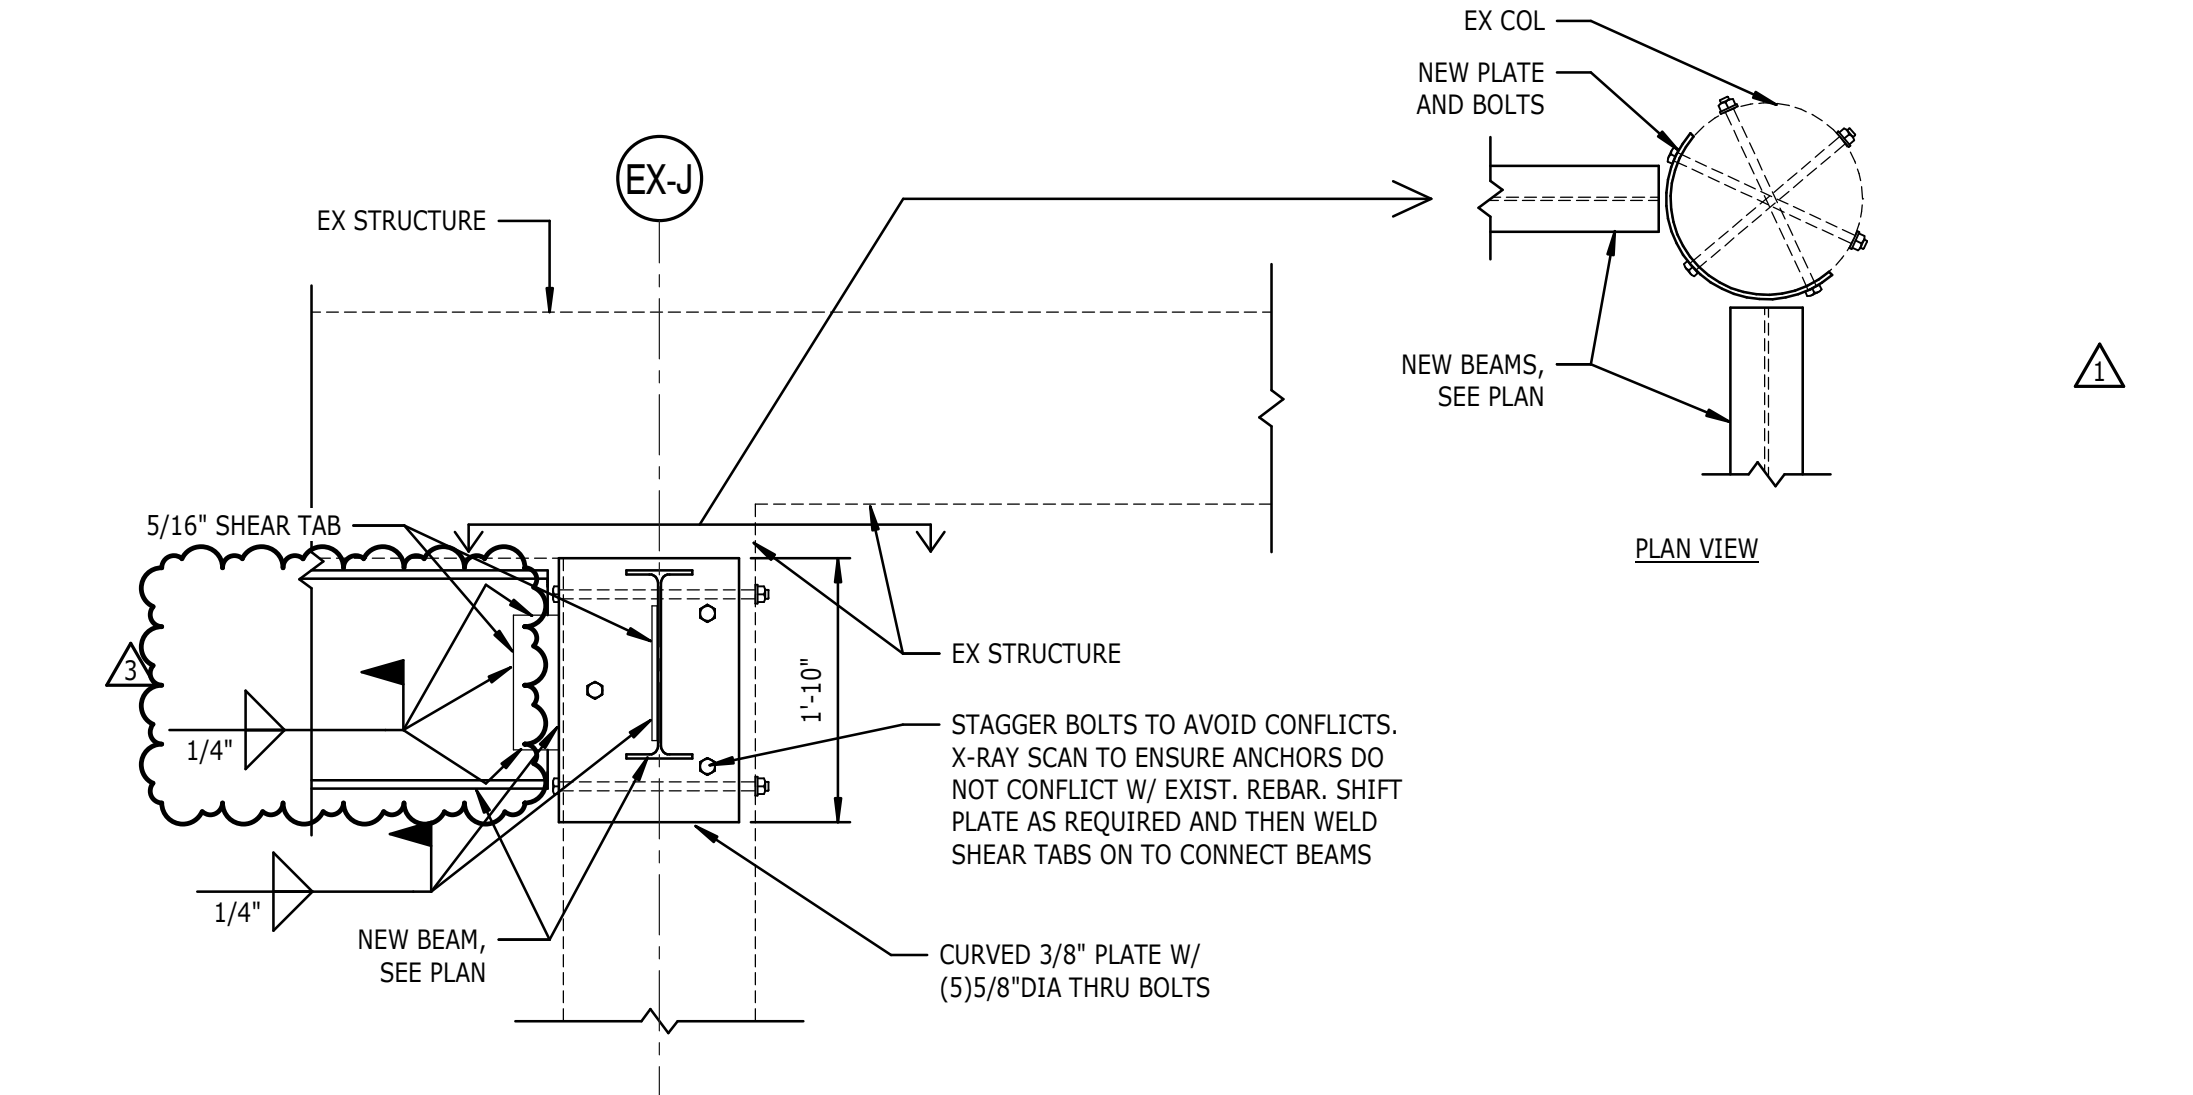 EX COL
NEW PLATE
AND BOLTS
EX-J
EX STRUCTURE
NEW BEAMS,
SEE PLAN
1
PLAN VIEW
5/16" SHEAR TAB
3
1/4"
1/4"
1'-10"
EX STRUCTURE
STAGGER BOLTS TO AVOID CONFLICTS.
X-RAY SCAN TO ENSURE ANCHORS DO
NOT CONFLICT W/ EXIST. REBAR. SHIFT
PLATE AS REQUIRED AND THEN WELD
SHEAR TABS ON TO CONNECT BEAMS
NEW BEAM,
SEE PLAN
CURVED 3/8" PLATE W/
(5)5/8"DIA THRU BOLTS